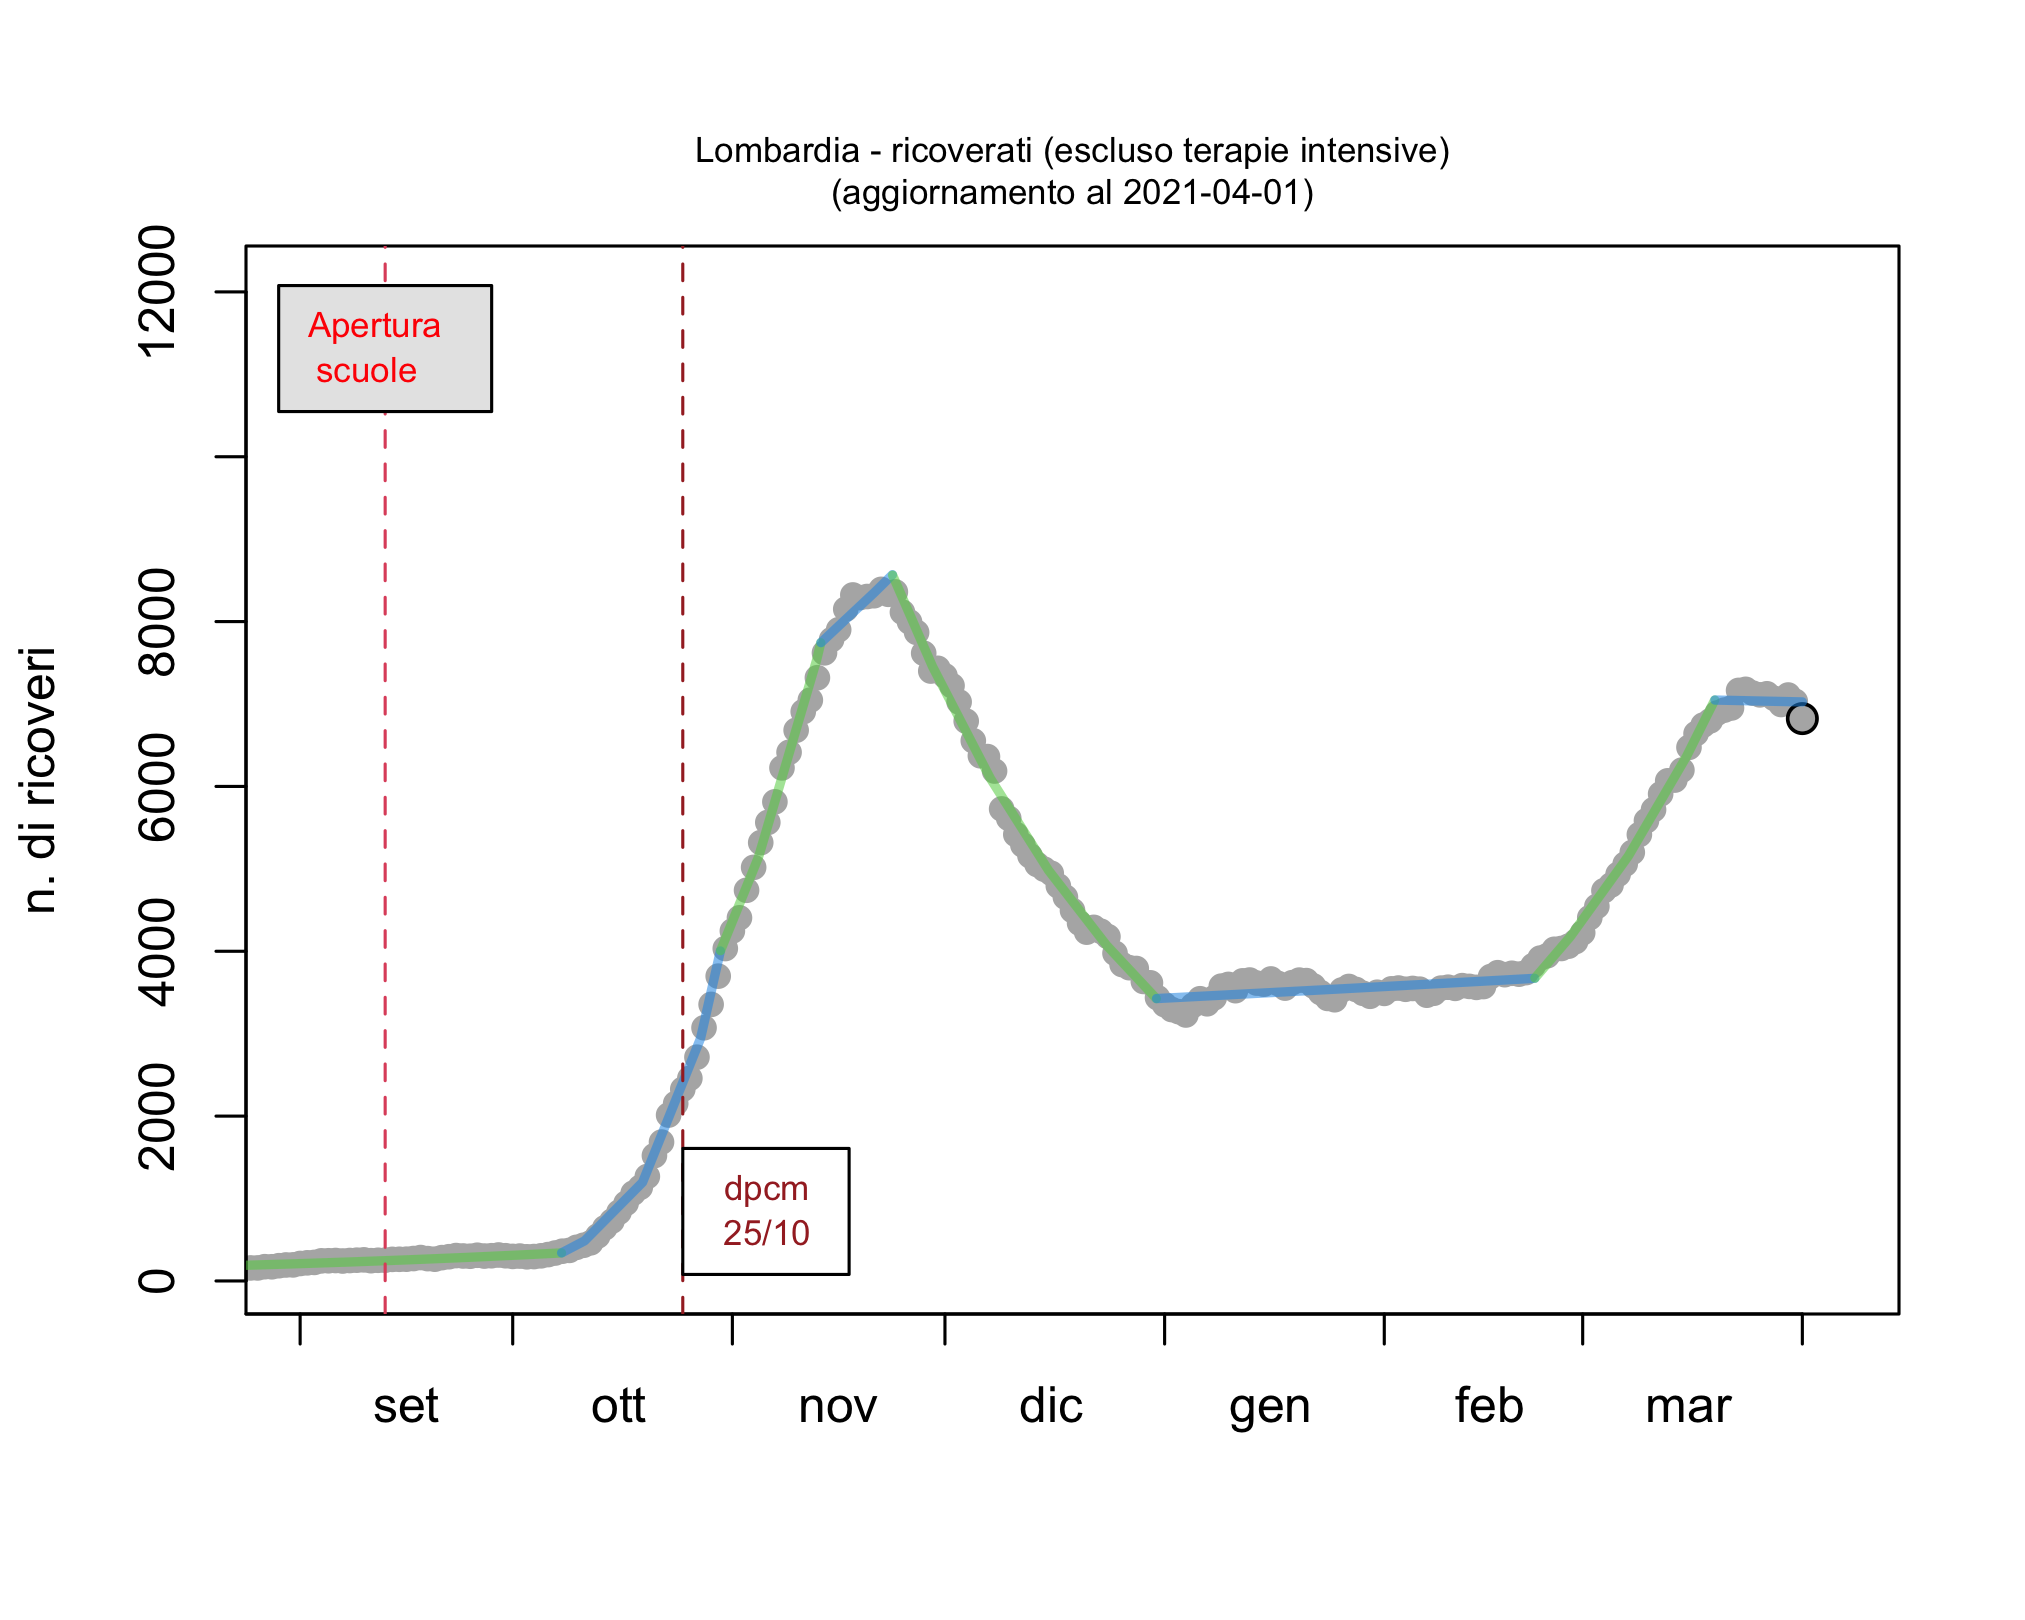 Lombardia - ricoverati (escluso terapie intensive)
(aggiornamento al 2021-04-01)
12000
8000
6000
4000
2000
0
n. di ricoveri
Apertura
scuole
dpcm
25/10
set ott nov dic gen feb mar